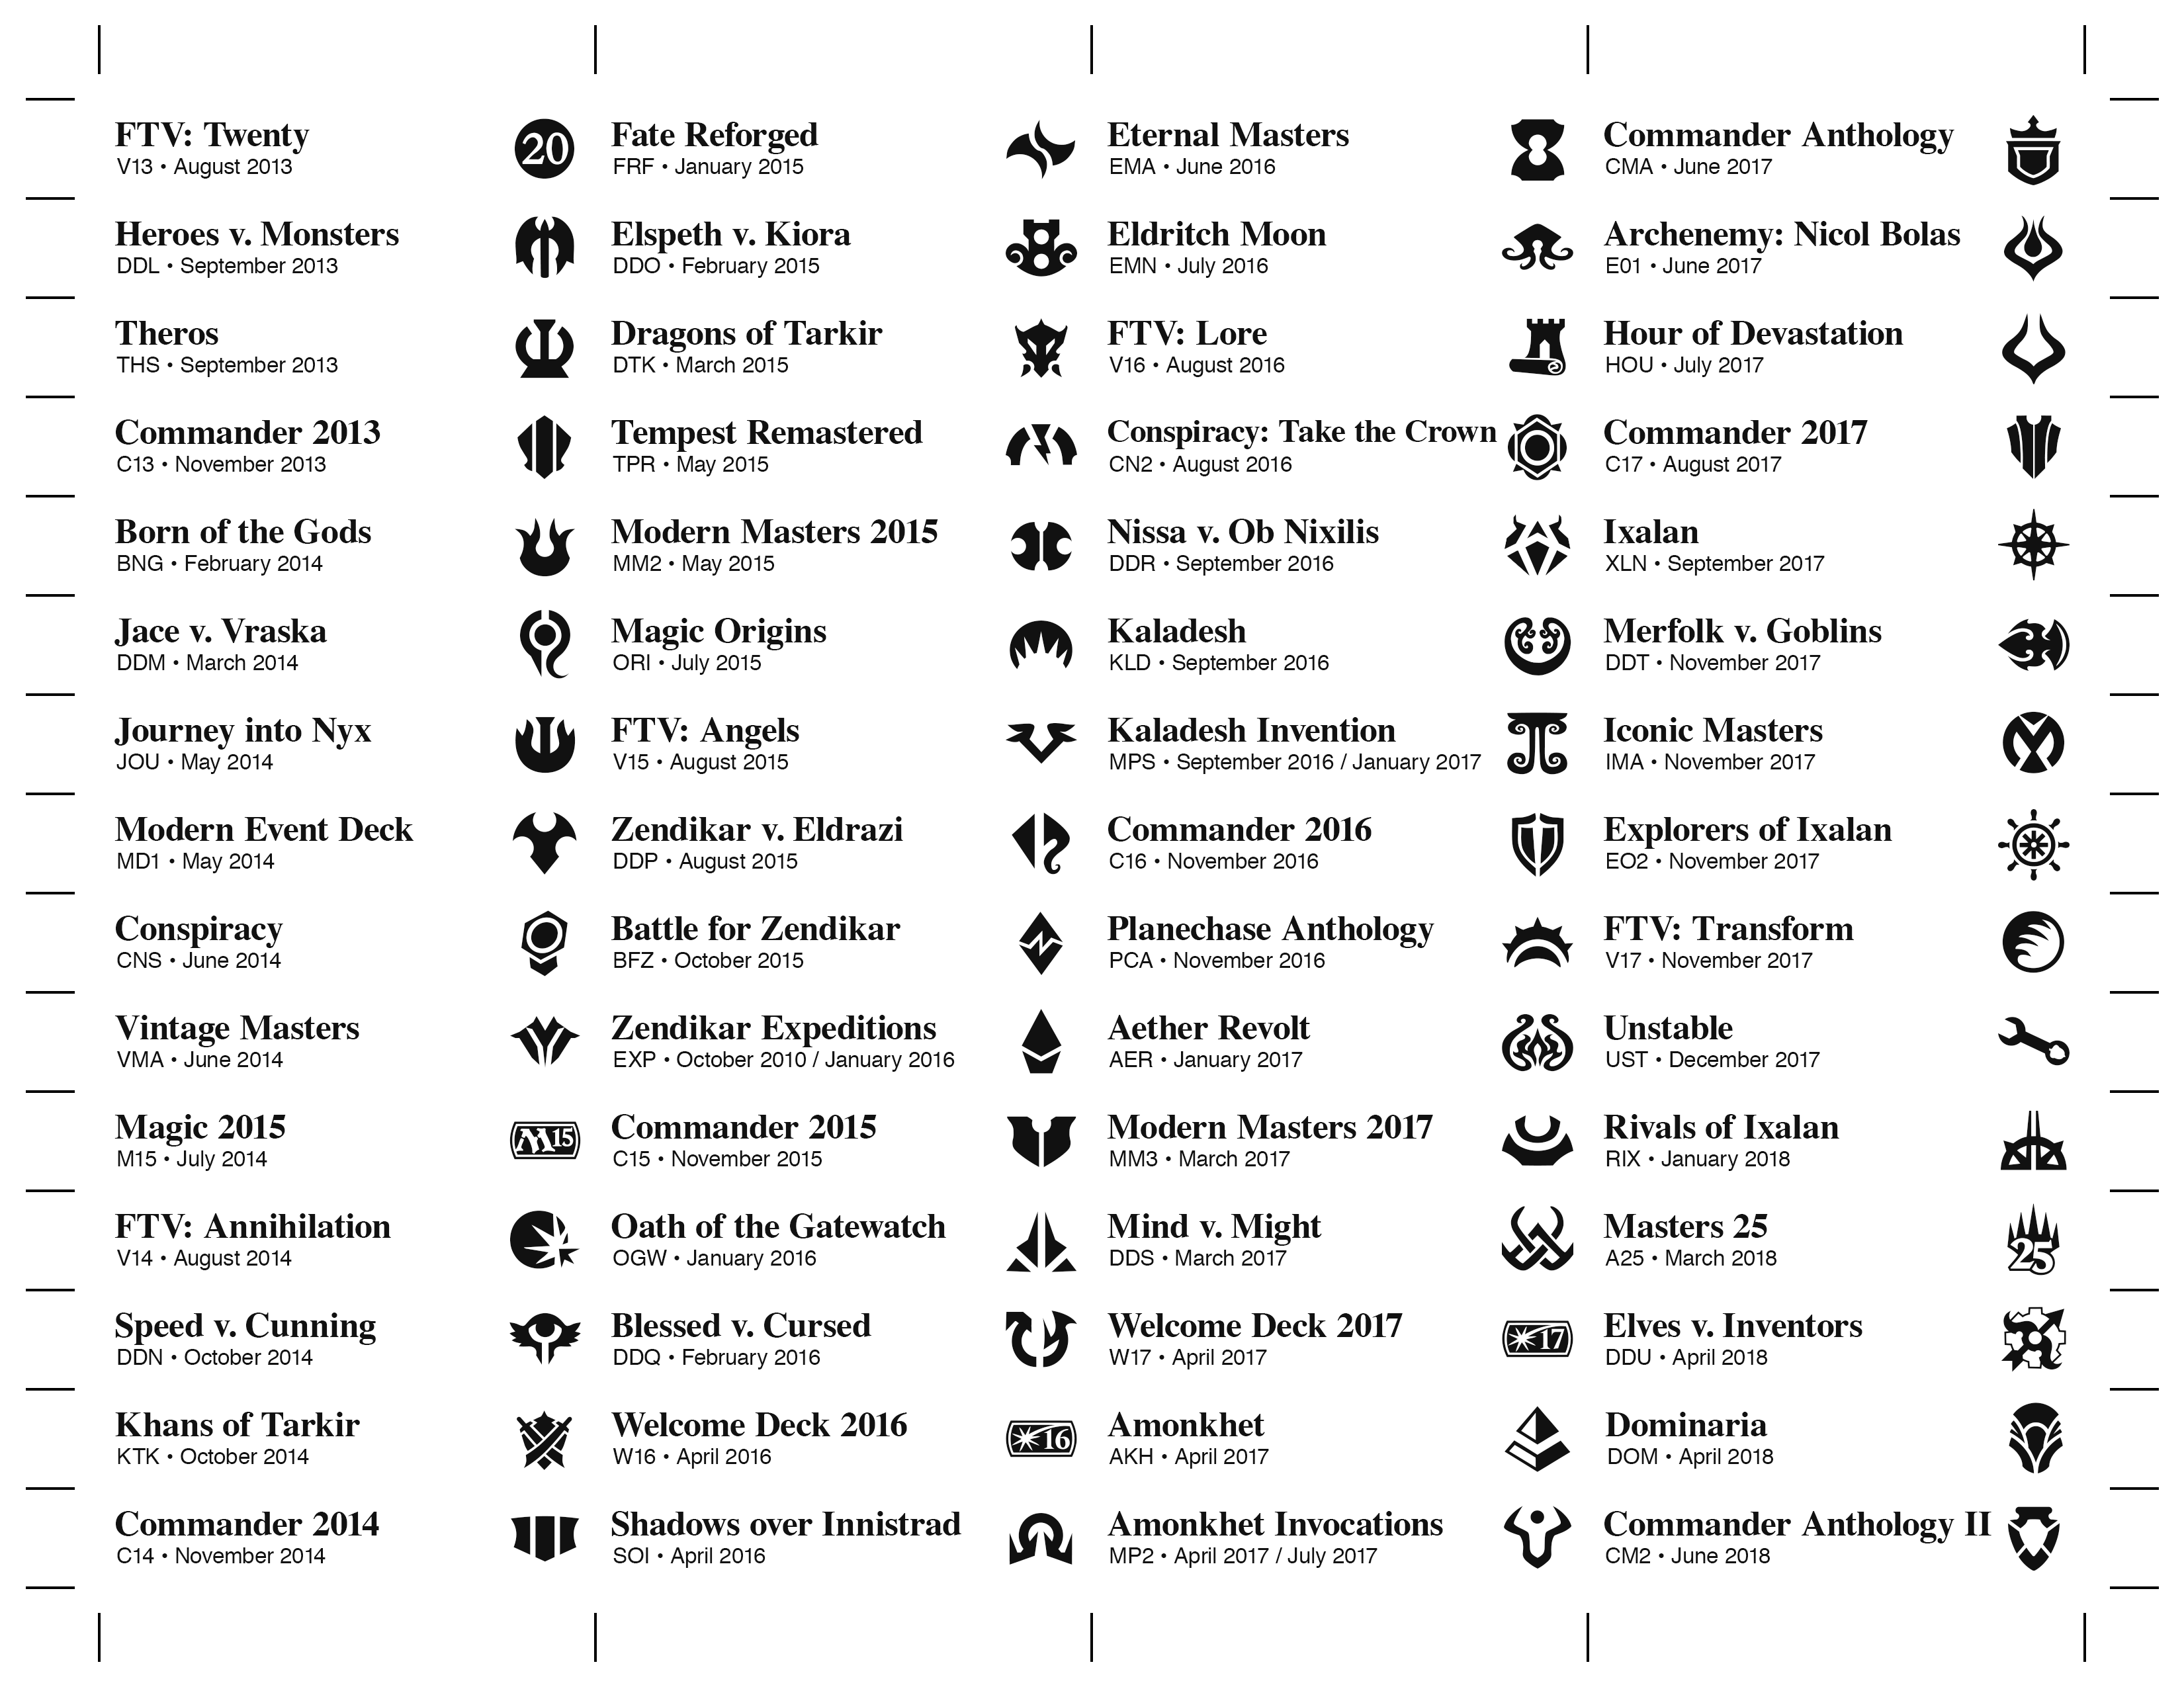 FTV: Twenty
V13 • August 2013
20
Heroes v. Monsters
DDL • September 2013
Theros
THS • September 2013
Commander 2013
C13 • November 2013
Born of the Gods
BNG • February 2014
Jace v. Vraska
DDM • March 2014
Journey into Nyx
JOU • May 2014
Modern Event Deck
MD1 • May 2014
Conspiracy
CNS • June 2014
Vintage Masters
VMA • June 2014
Magic 2015
M15 • July 2014
M15
FTV: Annihilation
V14 • August 2014
Speed v. Cunning
DDN • October 2014
Khans of Tarkir
KTK • October 2014
Commander 2014
C14 • November 2014
Fate Reforged
FRF • January 2015
Elspeth v. Kiora
DDO • February 2015
Dragons of Tarkir
DTK • March 2015
Tempest Remastered
TPR • May 2015
Modern Masters 2015
MM2 • May 2015
Magic Origins
ORI • July 2015
FTV: Angels
V15 • August 2015
Zendikar v. Eldrazi
DDP • August 2015
Battle for Zendikar
BFZ • October 2015
Zendikar Expeditions
EXP • October 2010 / January 2016
Commander 2015
C15 • November 2015
Oath of the Gatewatch
OGW • January 2016
Blessed v. Cursed
DDQ • February 2016
Welcome Deck 2016
W16 • April 2016
16
Shadows over Innistrad
SOI • April 2016
Eternal Masters
EMA • June 2016
Eldritch Moon
EMN • July 2016
FTV: Lore
V16 • August 2016
Conspiracy: Take the Crown
CN2 • August 2016
Nissa v. Ob Nixilis
DDR • September 2016
Kaladesh
KLD • September 2016
Kaladesh Invention
MPS • September 2016 / January 2017
Commander 2016
C16 • November 2016
Planechase Anthology
PCA • November 2016
Aether Revolt
AER • January 2017
Modern Masters 2017
MM3 • March 2017
Mind v. Might
DDS • March 2017
Welcome Deck 2017
W17 • April 2017
17
Amonkhet
AKH • April 2017
Amonkhet Invocations
MP2 • April 2017 / July 2017
Commander Anthology
CMA • June 2017
Archenemy: Nicol Bolas
E01 • June 2017
Hour of Devastation
HOU • July 2017
Commander 2017
C17 • August 2017
Ixalan
XLN • September 2017
Merfolk v. Goblins
DDT • November 2017
Iconic Masters
IMA • November 2017
Explorers of Ixalan
EO2 • November 2017
FTV: Transform
V17 • November 2017
Unstable
UST • December 2017
Rivals of Ixalan
RIX • January 2018
Masters 25
A25 • March 2018
25
Elves v. Inventors
DDU • April 2018
Dominaria
DOM • April 2018
Commander Anthology II
CM2 • June 2018